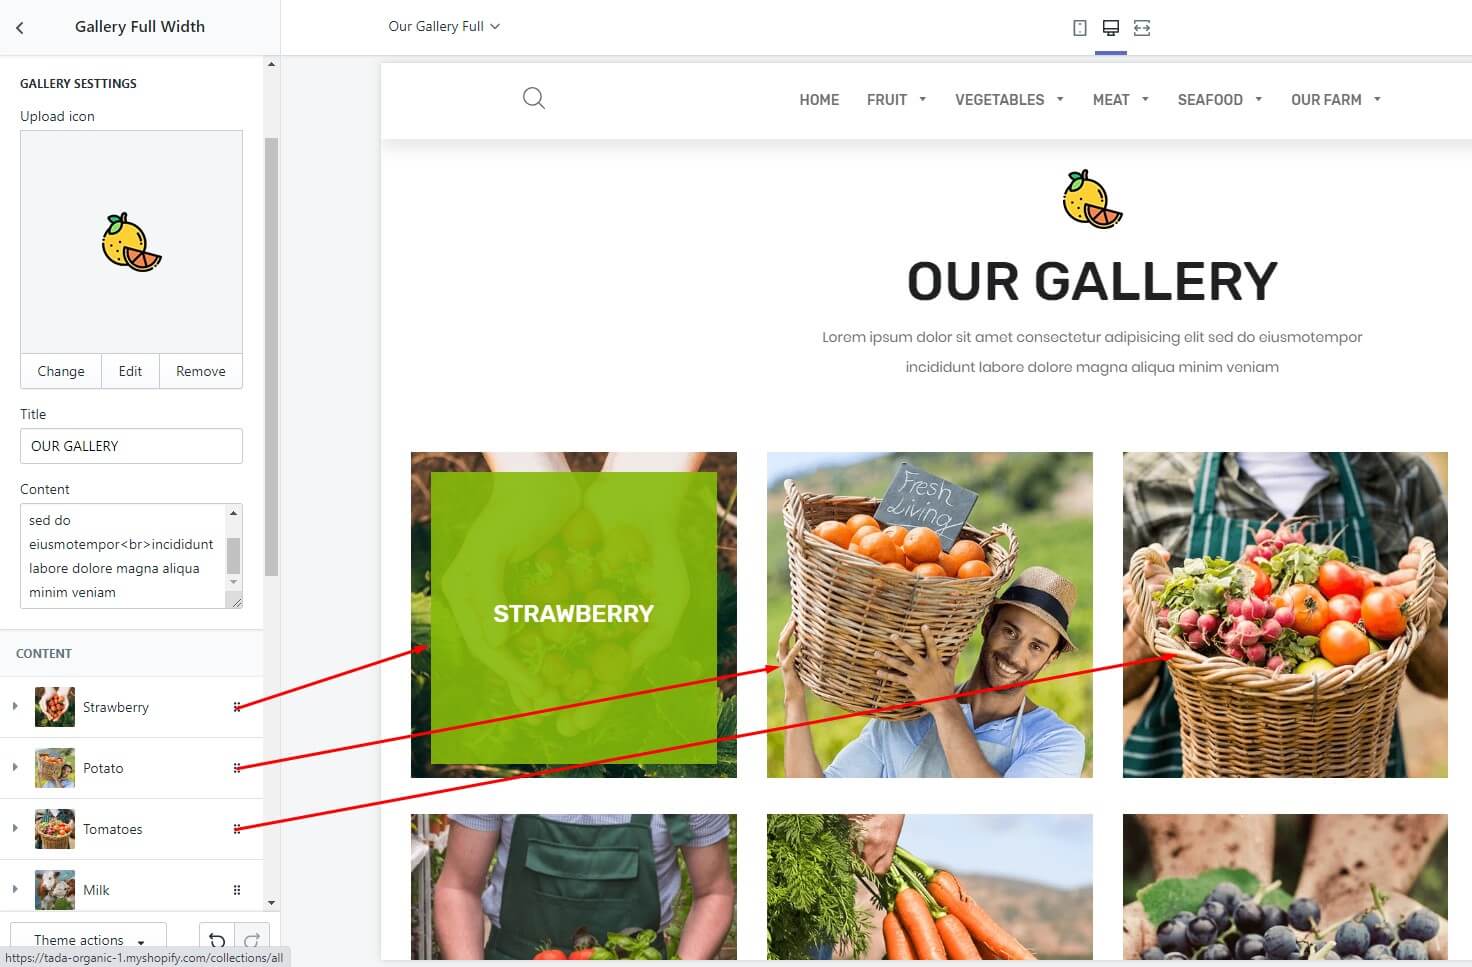 Gallery Full Width
GALLERY SESTTINGS
Upload icon
Change
Edit
Remove
Title
OUR GALLERY
Content
sed do
eiusmotempor<br>incididunt
labore dolore magna aliqua
minim veniam
CONTENT
Strawberry
Potato
Tomatoes
Milk
Theme actions
https://tada-organic-1.myshopify.com/collections/all
Our Gallery Full
HOME FRUIT VEGETABLES MEAT SEAFOOD OUR FARM
OUR GALLERY
Lorem ipsum dolor sit amet consectetur adipisicing elit sed do eiusmotempor
incididunt labore dolore magna aliqua minim veniam
STRAWBERRY
Fresh
Living